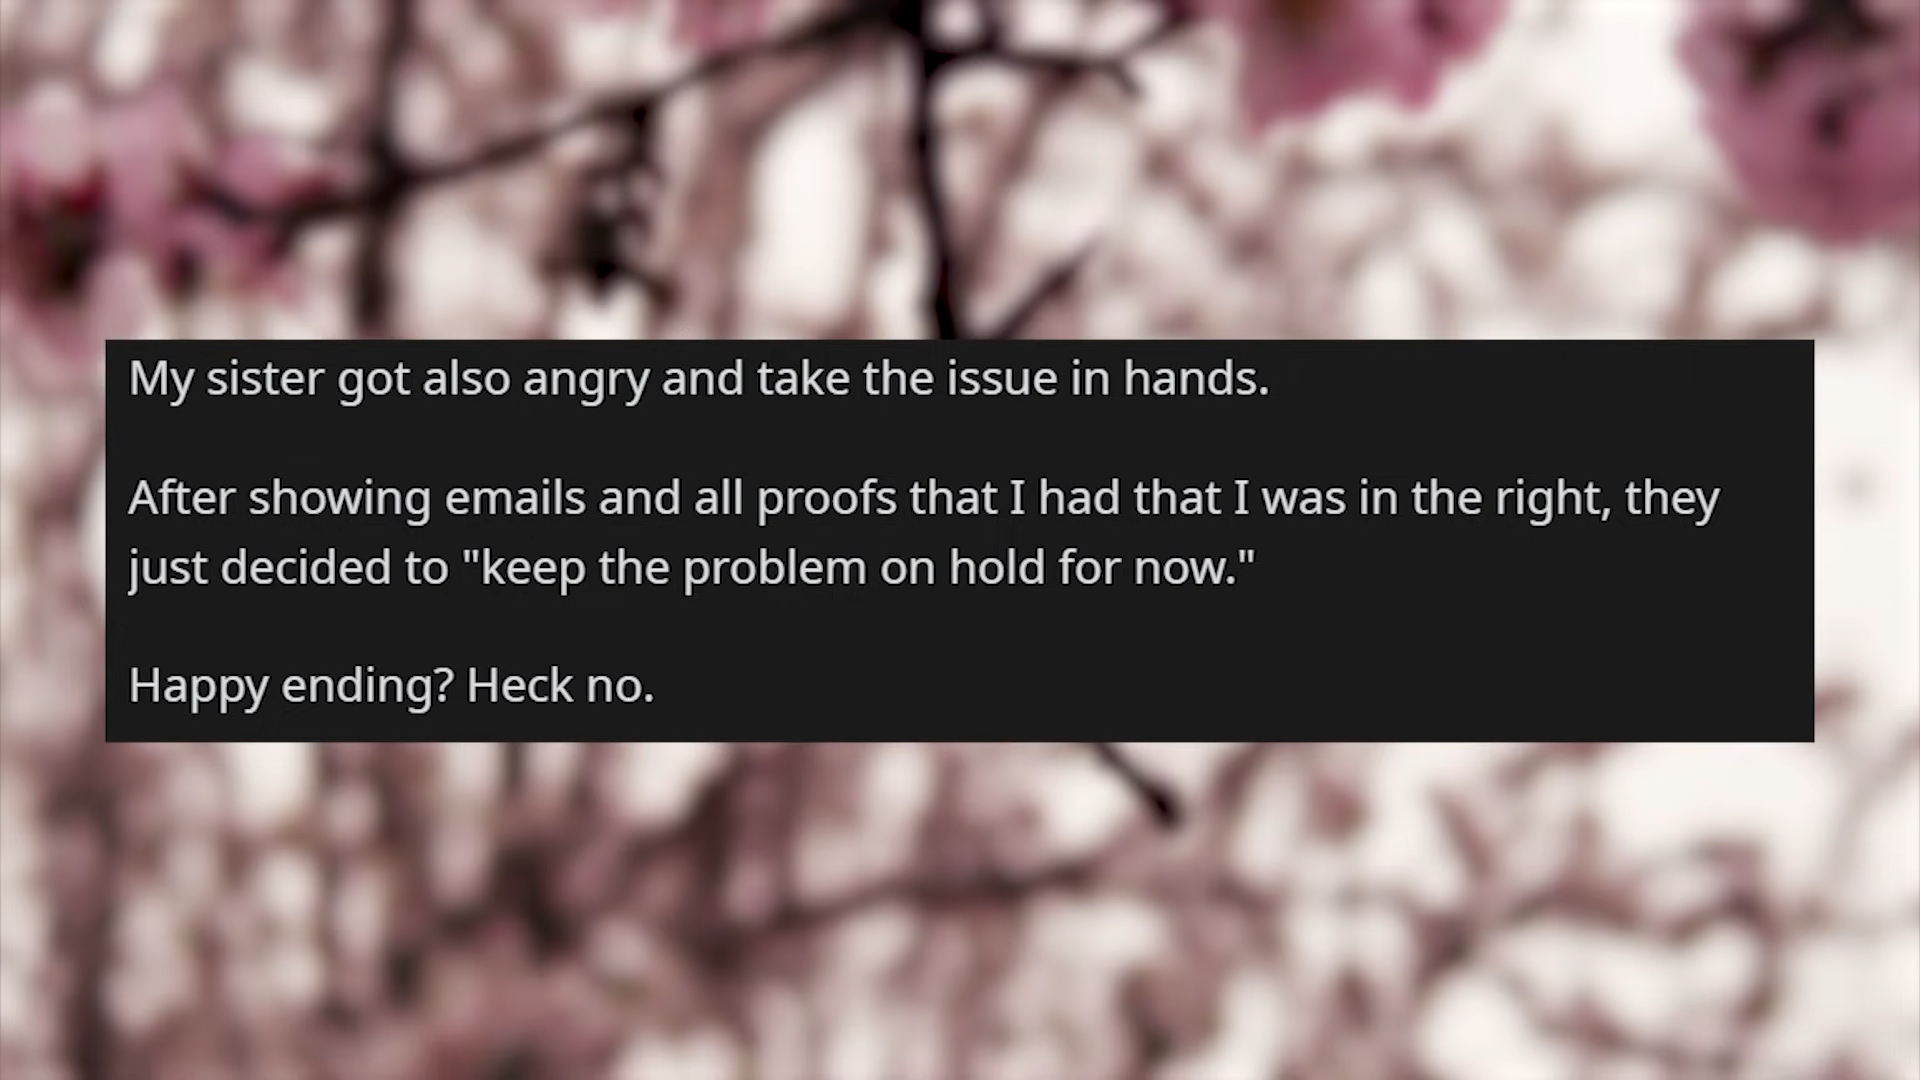 My sister got also angry and take the issue in hands.
After showing emails and all proofs that I had that I was in the right, they
just decided to "keep the problem on hold for now."
Happy ending? Heck no.